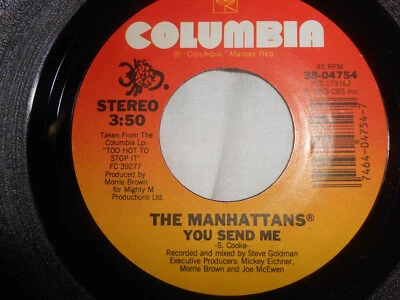 COLUMBIA
® Columbia, Marcas Reg.
STEREO
3:50
Taken From The
Columbia Lp:
"TOO HOT TO
STOP IT"
FC 39277
Produced by
Morrie Brown
for Mighty M
Productions Ltd.
45 RPM
38-04754
℗ 1985 CBS Inc.
7464-04754-7
THE MANHATTANS®
YOU SEND ME
-S. Cooke-
Recorded and mixed by Steve Goldman
Executive Producers: Mickey Eichner,
Morrie Brown and Joe McEwen